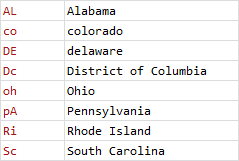 AL Alabama
co colorado
DE delaware
Dc District of Columbia
oh Ohio
pA Pennsylvania
Ri Rhode Island
Sc South Carolina